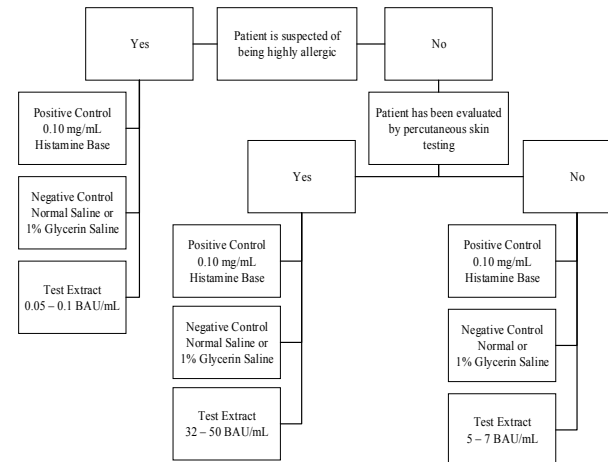 Yes
Patient is suspected of
being highly allergic
No
Positive Control
0.10 mg/mL
Histamine Base
Negative Control
Normal Saline or
1% Glycerin Saline
Test Extract
0.05 – 0.1 BAU/mL
Patient has been evaluated
by percutaneous skin
testing
Yes
Positive Control
0.10 mg/mL
Histamine Base
Negative Control
Normal Saline or
1% Glycerin Saline
Test Extract
32 – 50 BAU/mL
No
Positive Control
0.10 mg/mL
Histamine Base
Negative Control
Normal or
1% Glycerin Saline
Test Extract
5 – 7 BAU/mL